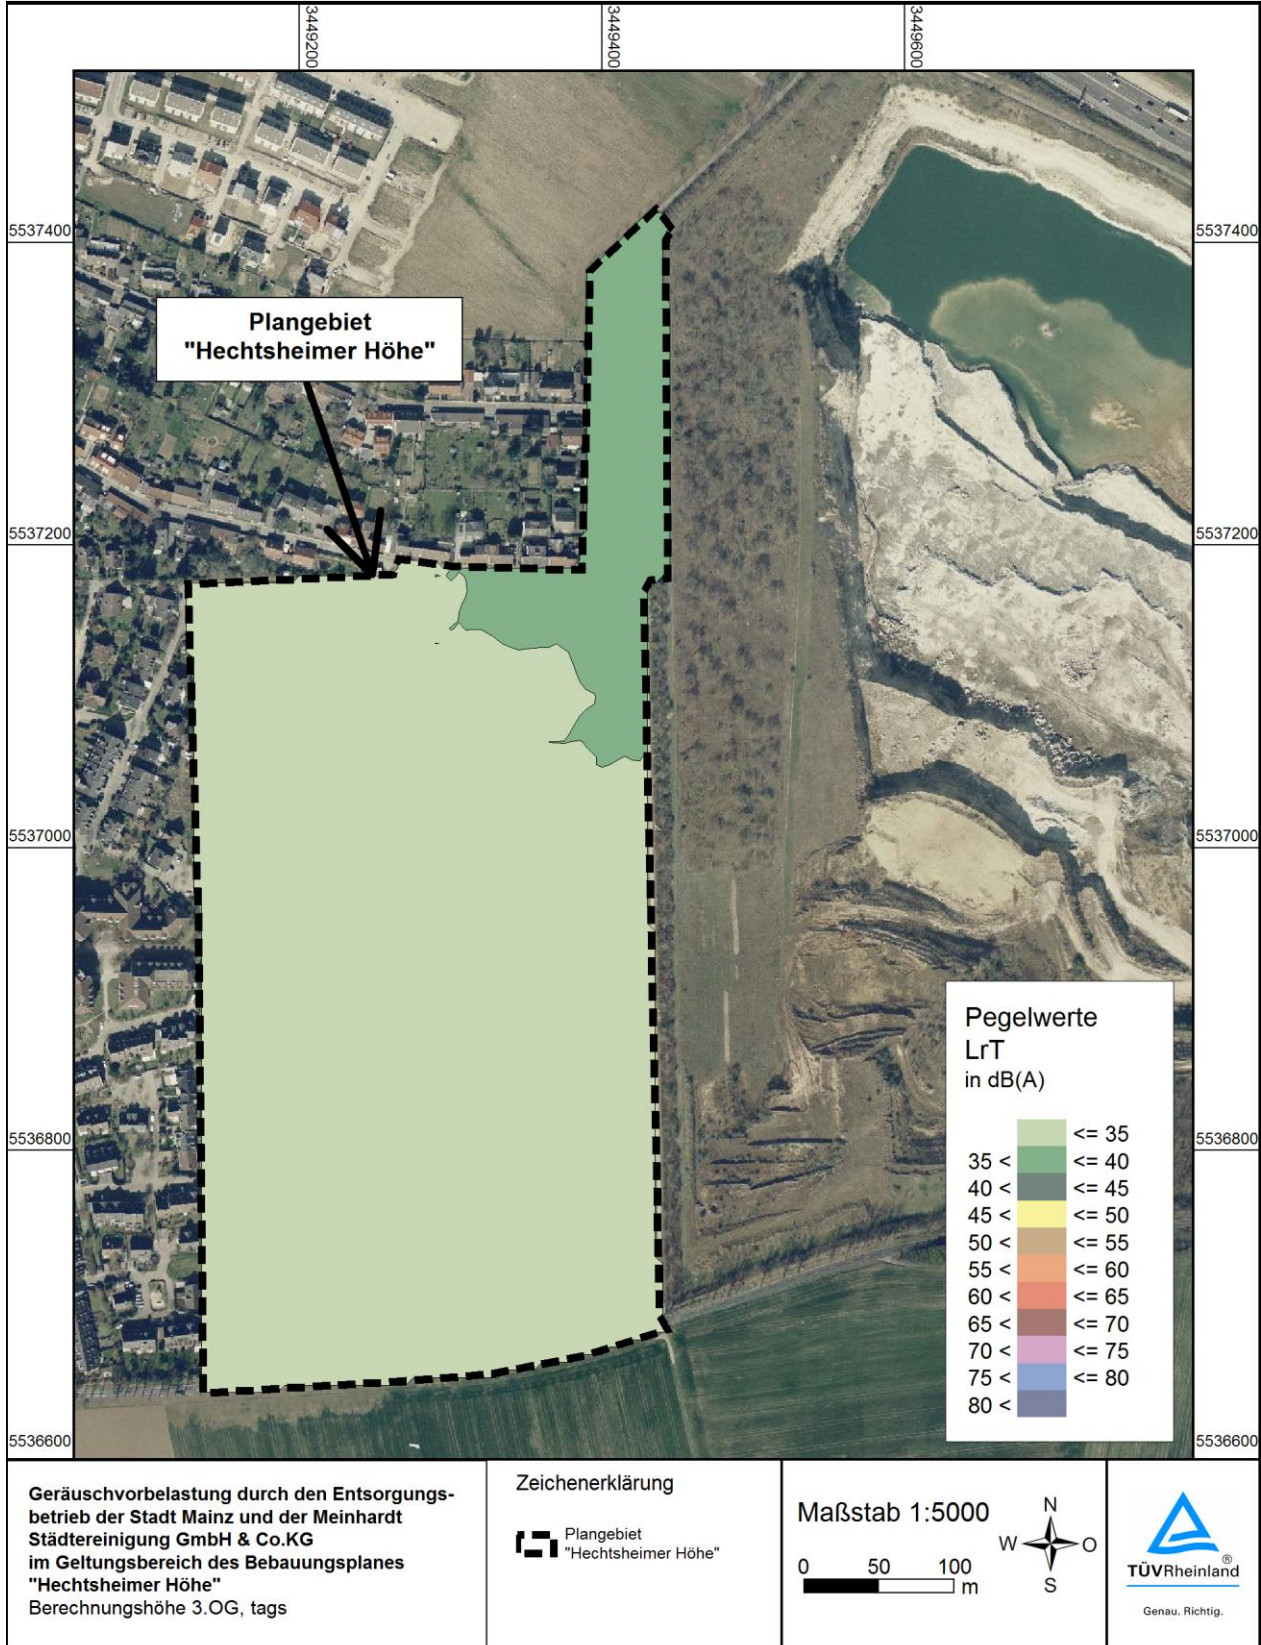 3449200
3449400
3449600
5537400
5537400
Plangebiet
"Hechtsheimer Höhe"
5537200
5537200
5537000
5537000
Pegelwerte
LrT
in dB(A)
<= 35
35 < <= 40
40 < <= 45
45 < <= 50
50 < <= 55
55 < <= 60
60 < <= 65
65 < <= 70
70 < <= 75
75 < <= 80
80 <
5536800
5536800
5536600
5536600
Geräuschvorbelastung durch den Entsorgungs-
betrieb der Stadt Mainz und der Meinhardt
Städtereinigung GmbH & Co.KG
im Geltungsbereich des Bebauungsplanes
"Hechtsheimer Höhe"
Berechnungshöhe 3.OG, tags
Zeichenerklärung
Plangebiet
"Hechtsheimer Höhe"
Maßstab 1:5000
0 50 100
m
N
W O
S
TÜVRheinland®
Genau. Richtig.